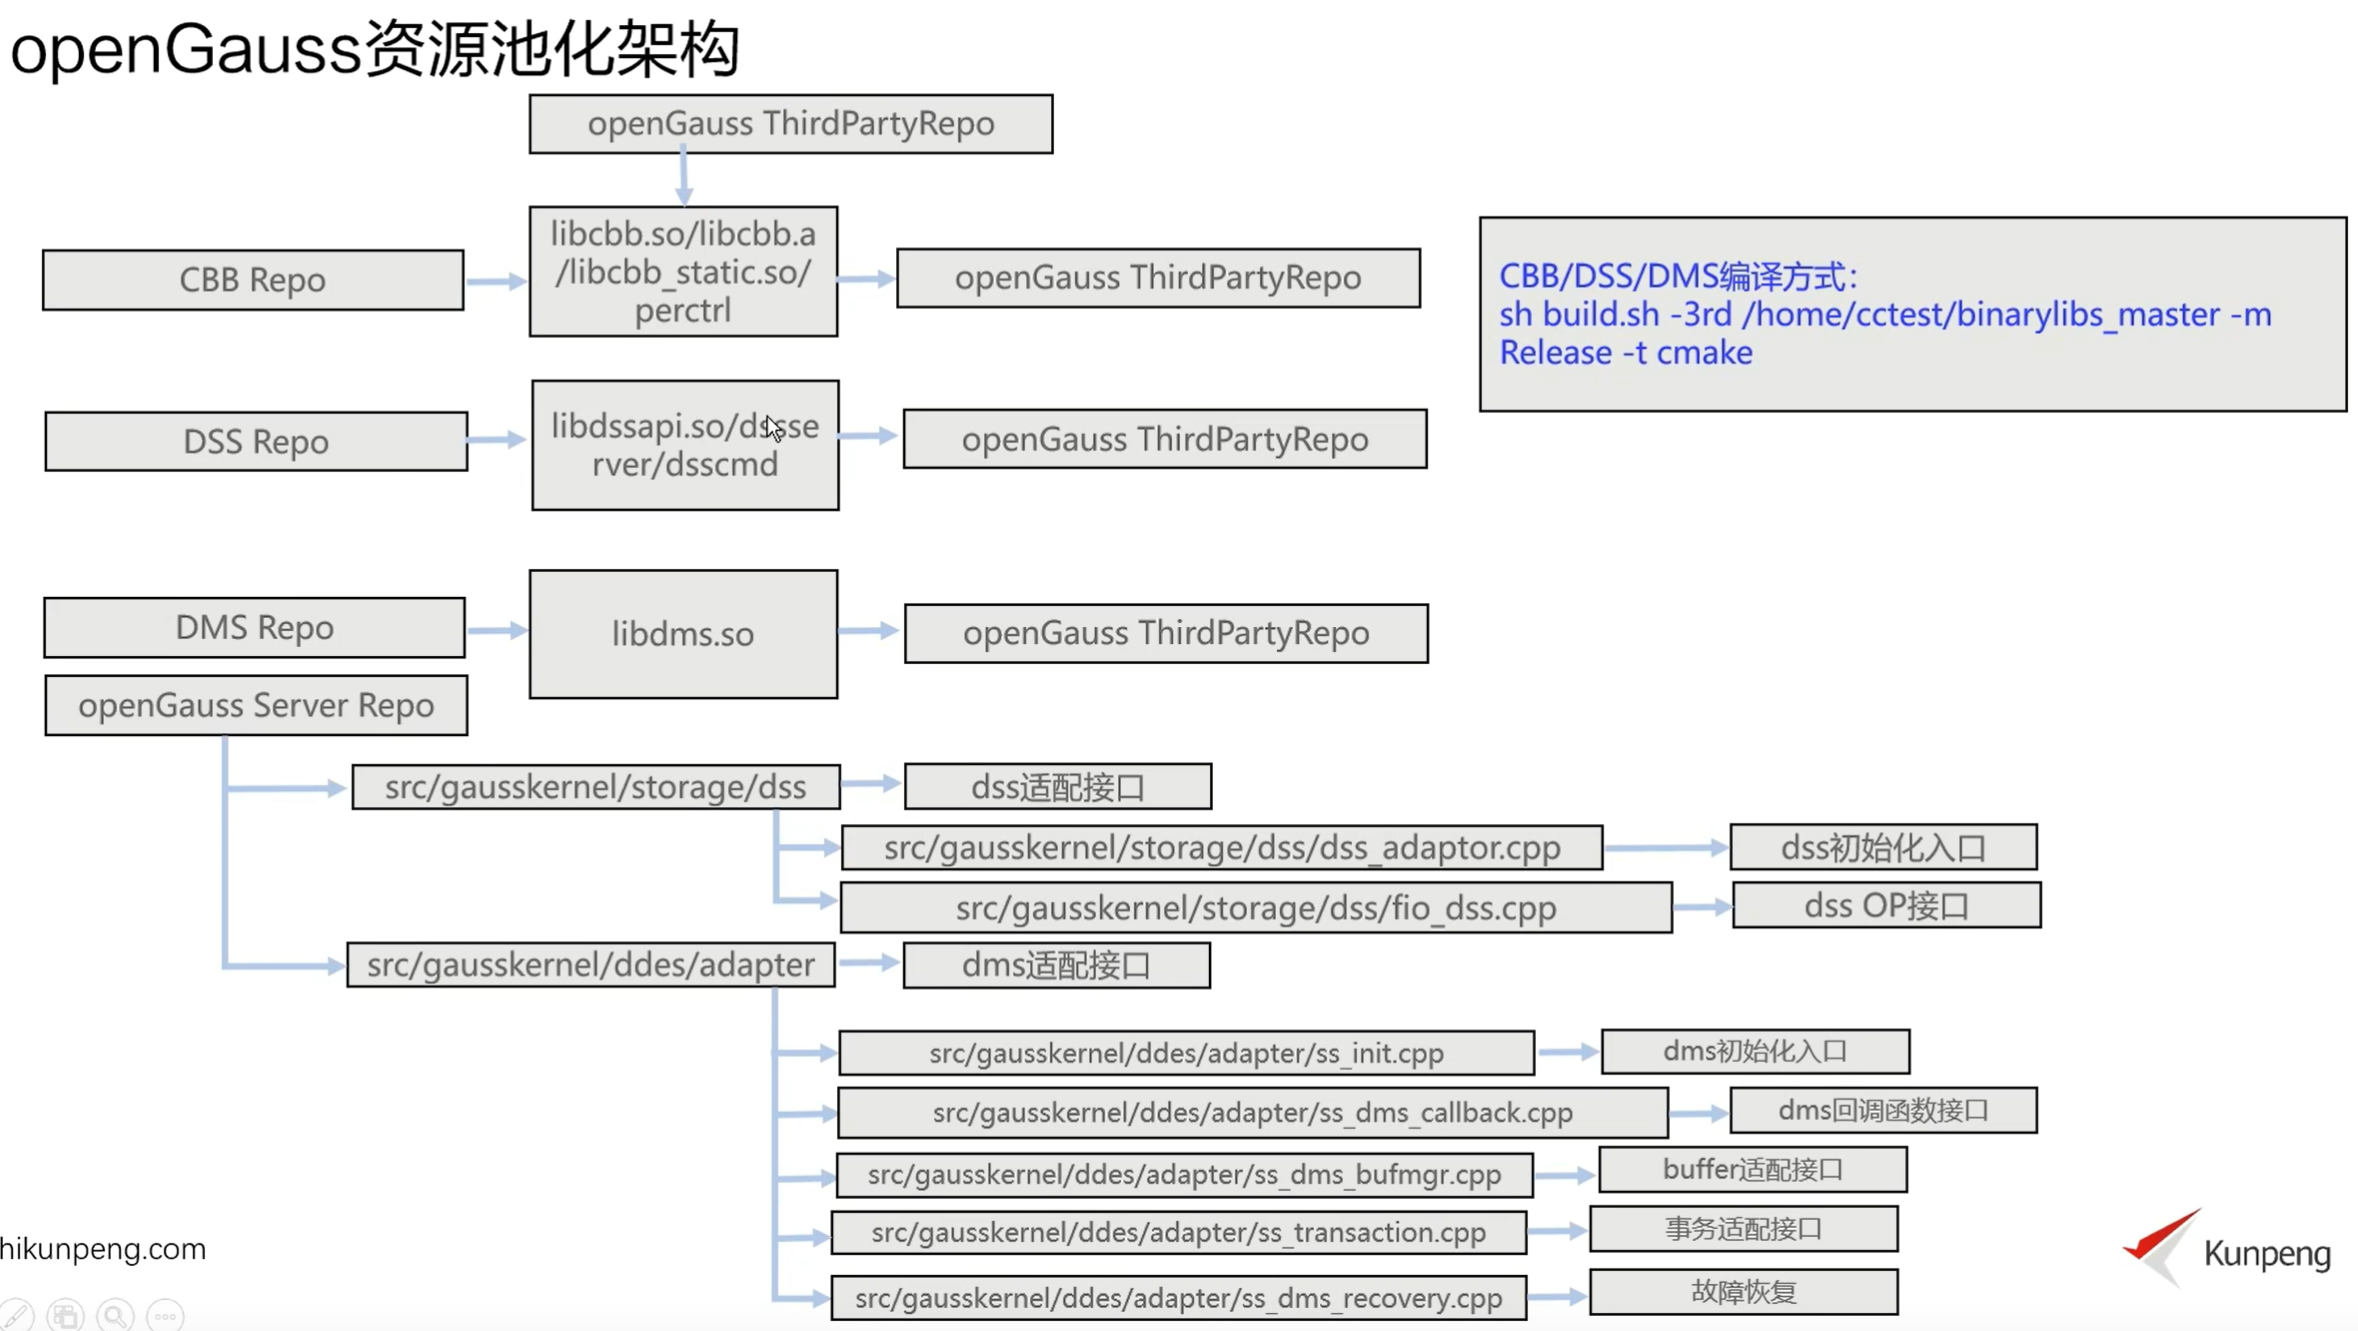 openGauss资源池化架构
openGauss ThirdPartyRepo
CBB Repo
libcbb.so/libcbb.a
/libcbb_static.so/
perctrl
openGauss ThirdPartyRepo
CBB/DSS/DMS编译方式：
sh build.sh -3rd /home/cctest/binarylibs_master -m
Release -t cmake
DSS Repo
libdssapi.so/dssse
rver/dsscmd
openGauss ThirdPartyRepo
DMS Repo
libdms.so
openGauss ThirdPartyRepo
openGauss Server Repo
src/gausskernel/storage/dss
dss适配接口
src/gausskernel/storage/dss/dss_adaptor.cpp
dss初始化入口
src/gausskernel/storage/dss/fio_dss.cpp
dss OP接口
src/gausskernel/ddes/adapter
dms适配接口
src/gausskernel/ddes/adapter/ss_init.cpp
dms初始化入口
src/gausskernel/ddes/adapter/ss_dms_callback.cpp
dms回调函数接口
src/gausskernel/ddes/adapter/ss_dms_bufmgr.cpp
buffer适配接口
src/gausskernel/ddes/adapter/ss_transaction.cpp
事务适配接口
src/gausskernel/ddes/adapter/ss_dms_recovery.cpp
故障恢复
hikunpeng.com
Kunpeng